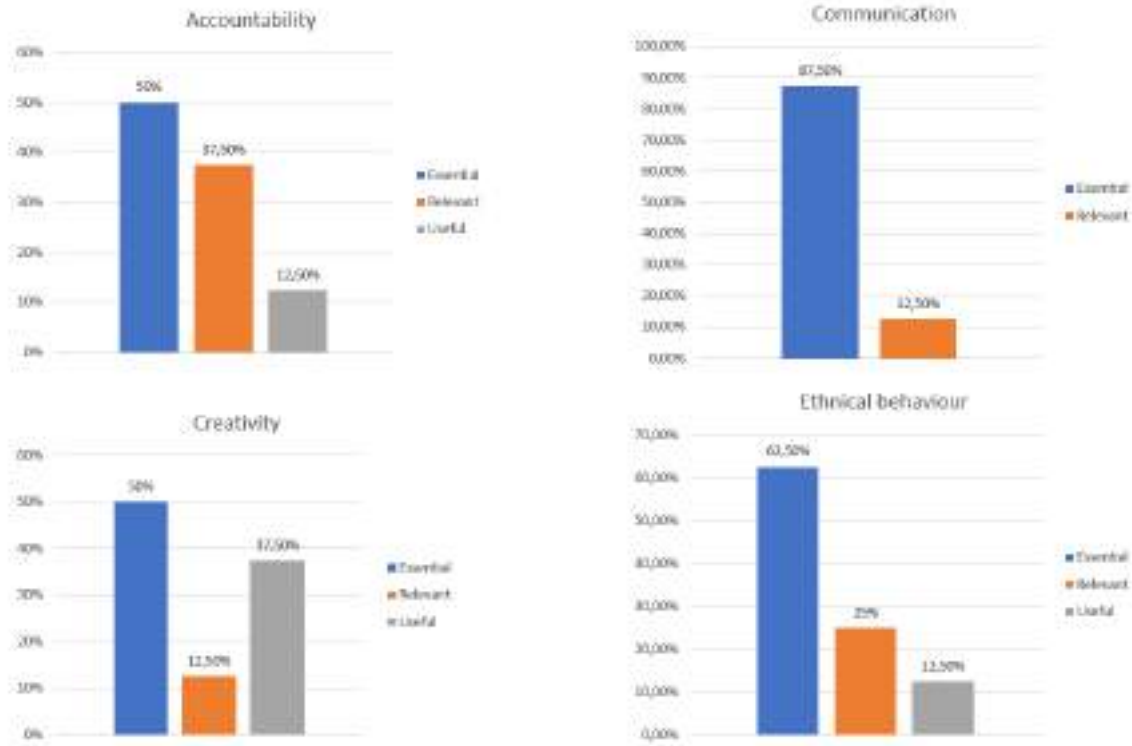 Accountability
60%
50%
40%
30%
20%
10%
0%
50%
37,50%
12,50%
Essential
Relevant
Useful
Communication
100,00%
90,00%
80,00%
70,00%
60,00%
50,00%
40,00%
30,00%
20,00%
10,00%
0,00%
87,50%
12,50%
Essential
Relevant
Creativity
60%
50%
40%
30%
20%
10%
0%
50%
12,50%
37,50%
Essential
Relevant
Useful
Ethnical behaviour
70,00%
60,00%
50,00%
40,00%
30,00%
20,00%
10,00%
0,00%
62,50%
25%
12,50%
Essential
Relevant
Useful